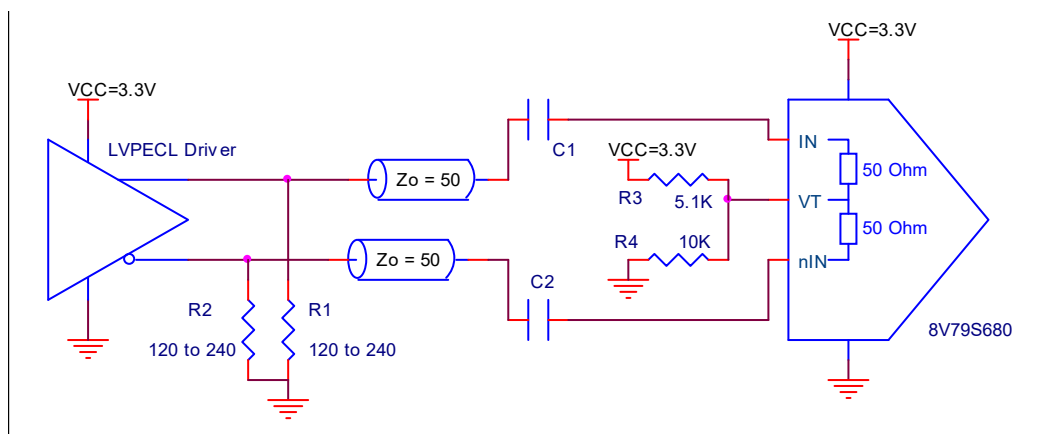 VCC=3.3V
VCC=3.3V
LVPECL Driver
C1
VCC=3.3V
IN
50 Ohm
Zo = 50
R3
5.1K
VT
R4
10K
50 Ohm
Zo = 50
nIN
C2
R2
R1
8V79S680
120 to 240
120 to 240